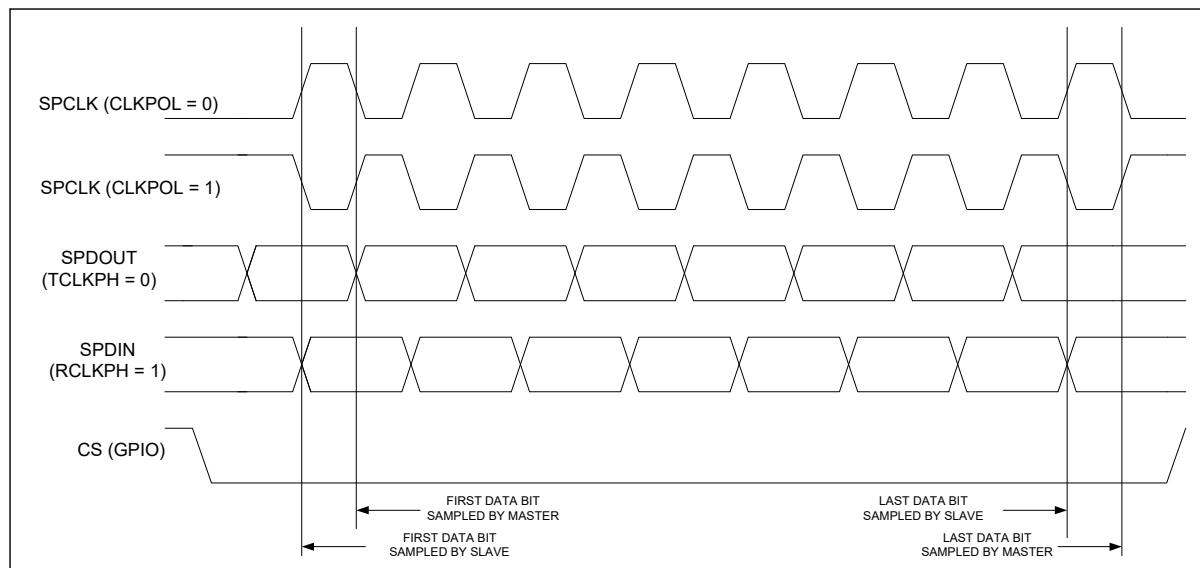 SPCLK (CLKPOL = 0)
SPCLK (CLKPOL = 1)
SPDOUT
(TCLKPH = 0)
SPDIN
(RCLKPH = 1)
CS (GPIO)
FIRST DATA BIT
SAMPLED BY MASTER
LAST DATA BIT
SAMPLED BY SLAVE
FIRST DATA BIT
SAMPLED BY SLAVE
LAST DATA BIT
SAMPLED BY MASTER